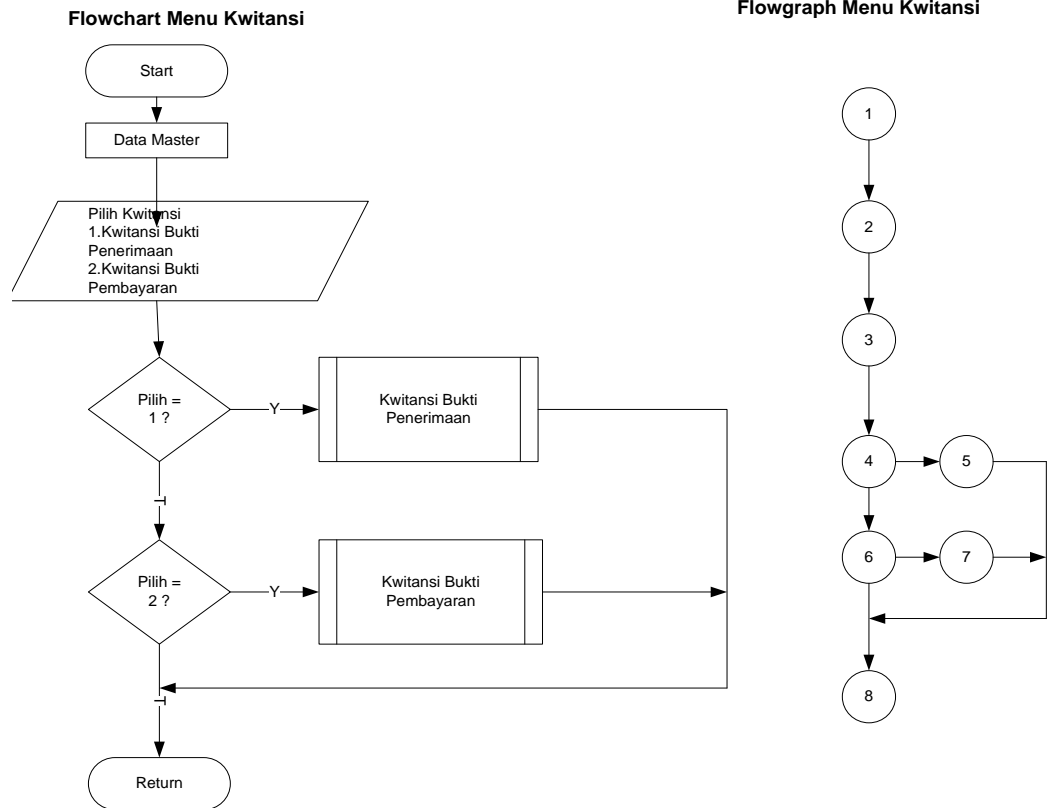 Flowchart Menu Kwitansi
Flowgraph Menu Kwitansi
Start
Data Master
Pilih Kwitansi
1.Kwitansi Bukti
Penerimaan
2.Kwitansi Bukti
Pembayaran
Pilih =
1 ?
Y
Kwitansi Bukti
Penerimaan
T
Pilih =
2 ?
Y
Kwitansi Bukti
Pembayaran
T
Return
1
2
3
4
5
6
7
8